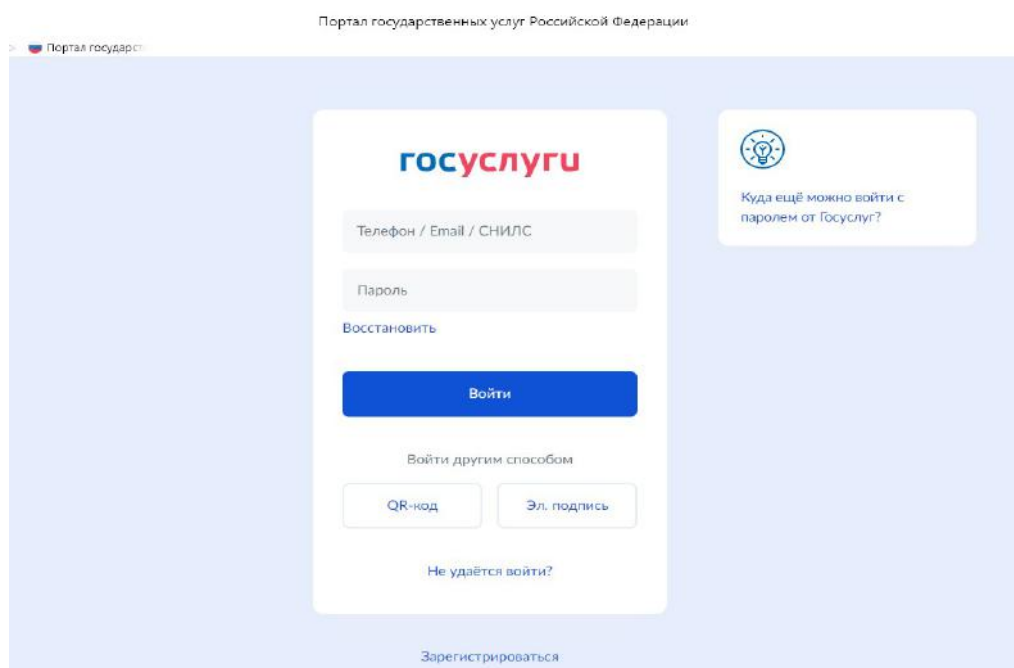 Портал государственных услуг Российской Федерации
Портал государст
госуслуги
Куда ещё можно войти с
паролем от Госуслуг?
Телефон / Email / СНИЛС
Пароль
Восстановить
Войти
Войти другим способом
QR-код
Эл. подпись
Не удаётся войти?
Зарегистрироваться